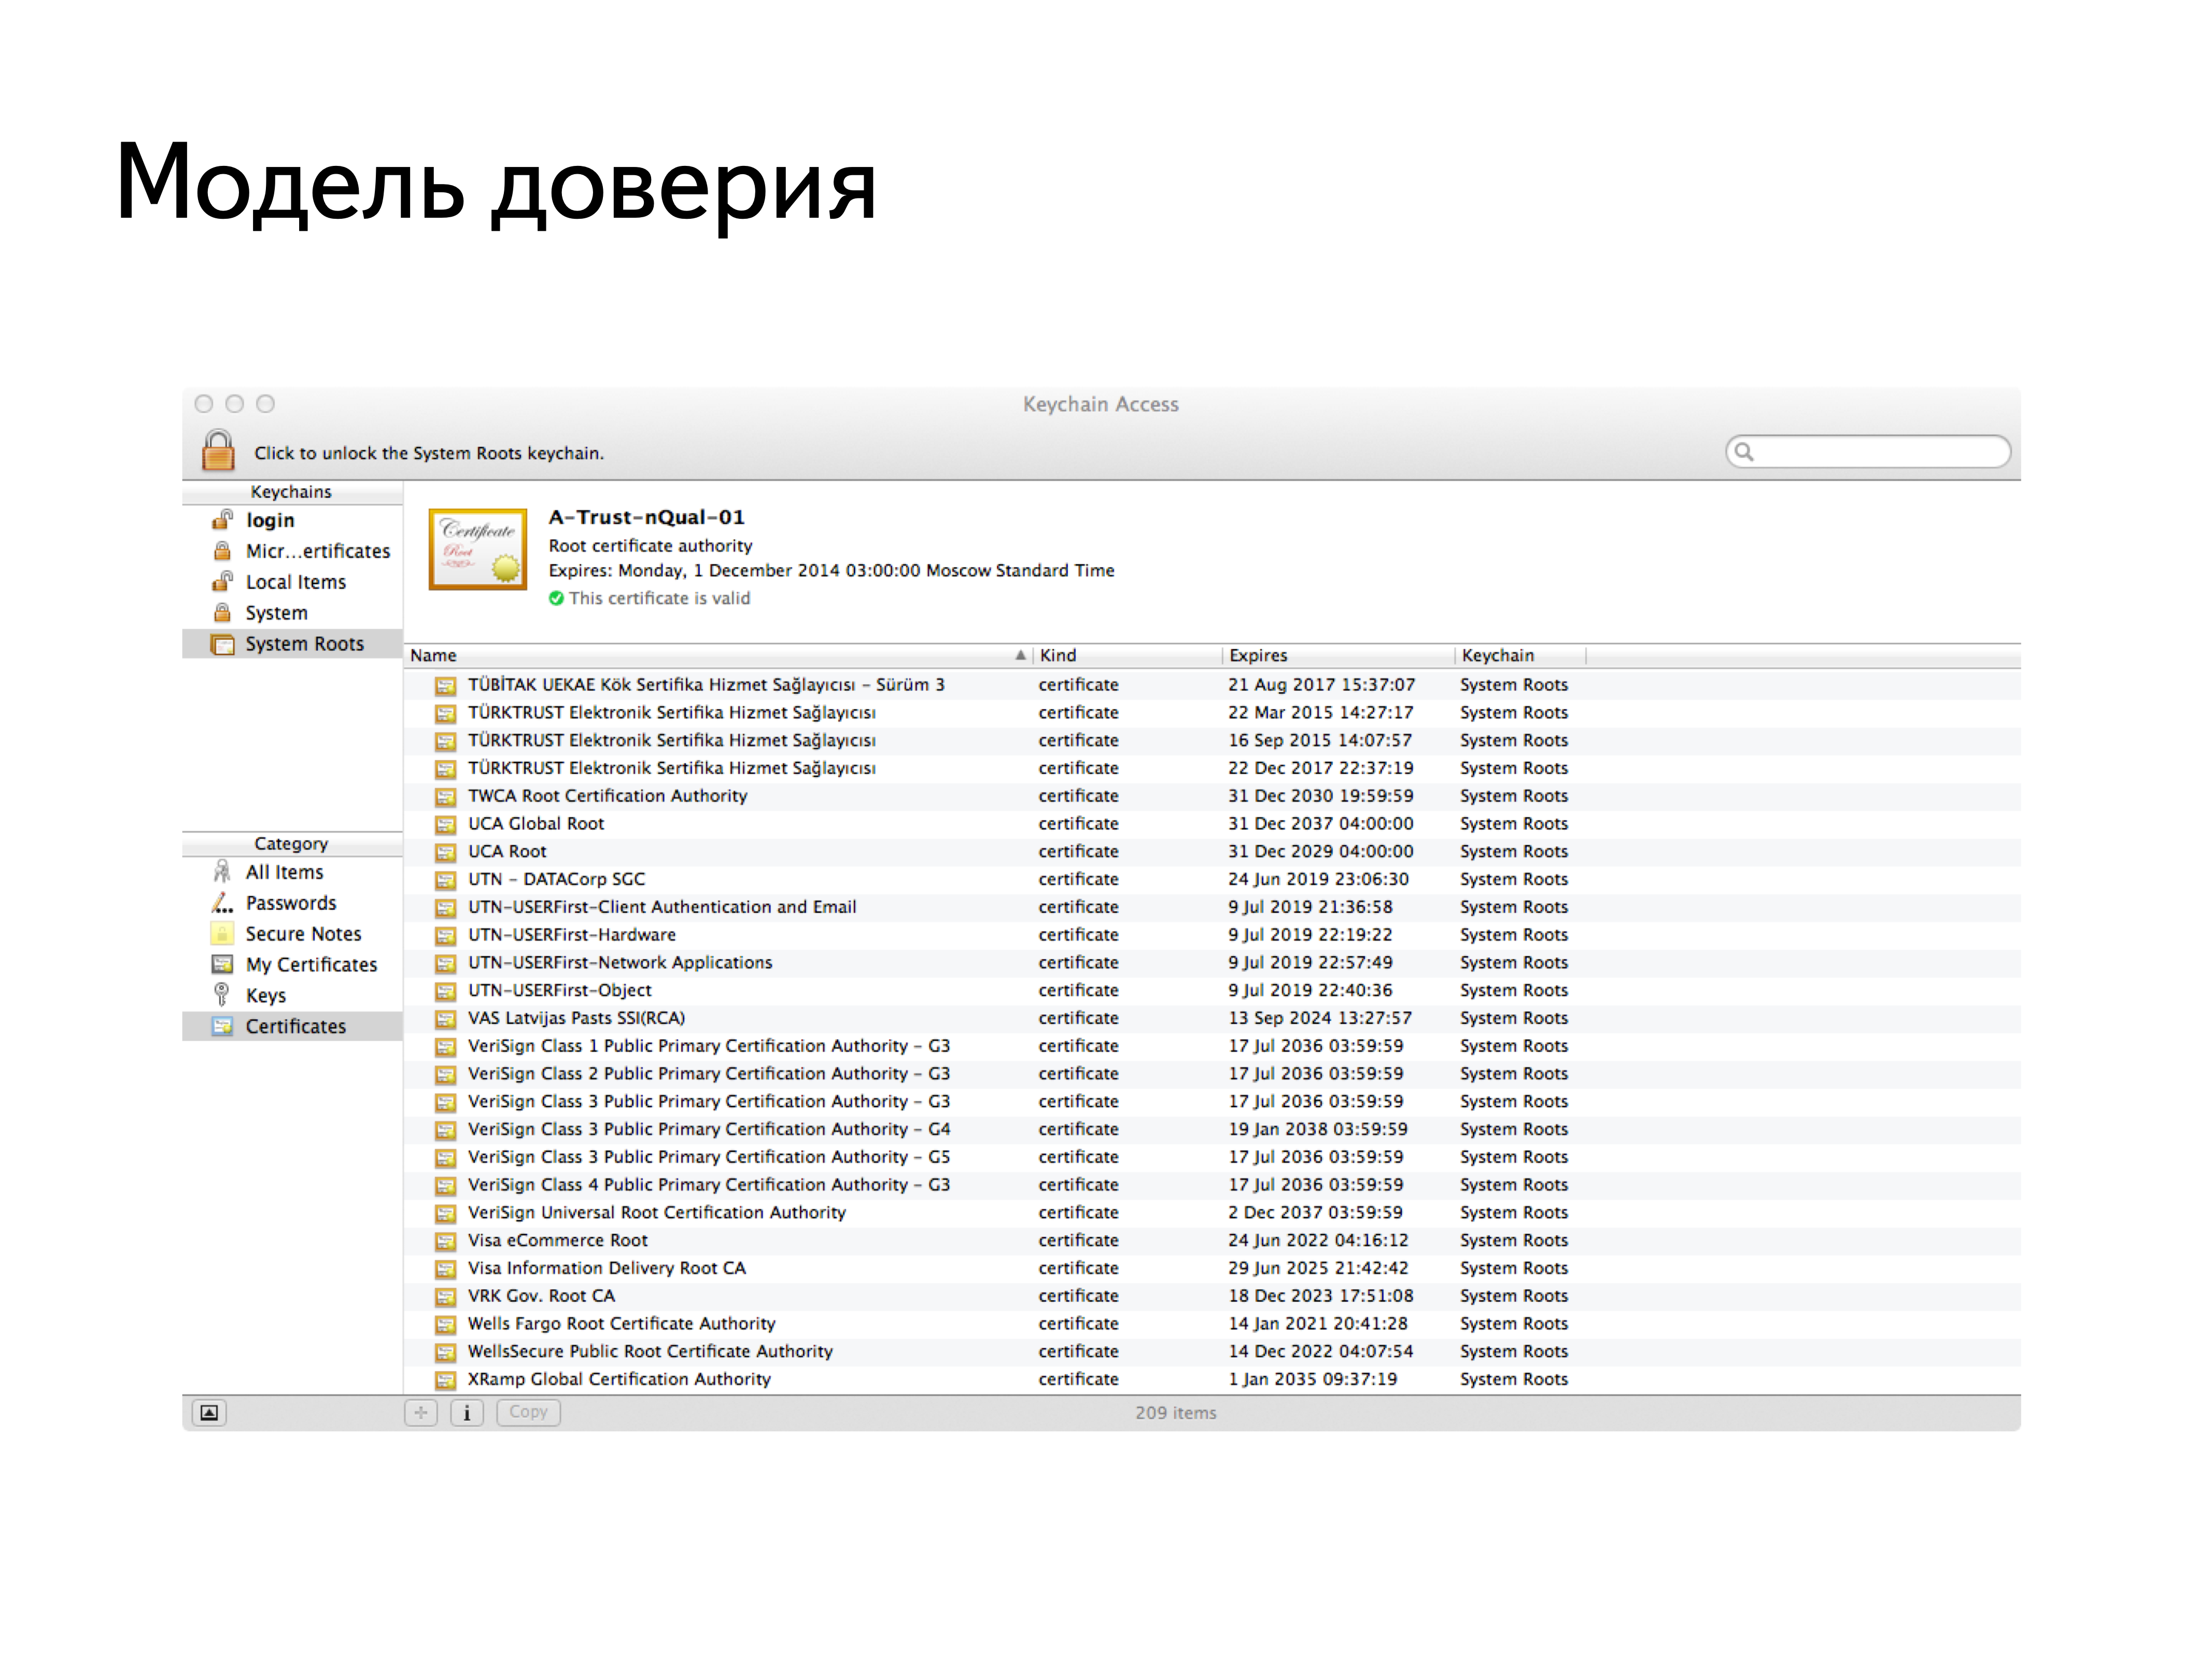 Модель доверия
Keychain Access
Click to unlock the System Roots keychain.
Keychains
login
Micr...ertificates
Local Items
System
System Roots
Category
All Items
Passwords
Secure Notes
My Certificates
Keys
Certificates
Certificate
Root
A-Trust-nQual-01
Root certificate authority
Expires: Monday, 1 December 2014 03:00:00 Moscow Standard Time
This certificate is valid
Name Kind Expires Keychain
TÜBİTAK UEKAE Kök Sertifika Hizmet Sağlayıcısı – Sürüm 3 certificate 21 Aug 2017 15:37:07 System Roots
TÜRKTRUST Elektronik Sertifika Hizmet Sağlayıcısı certificate 22 Mar 2015 14:27:17 System Roots
TÜRKTRUST Elektronik Sertifika Hizmet Sağlayıcısı certificate 16 Sep 2015 14:07:57 System Roots
TÜRKTRUST Elektronik Sertifika Hizmet Sağlayıcısı certificate 22 Dec 2017 22:37:19 System Roots
TWCA Root Certification Authority certificate 31 Dec 2030 19:59:59 System Roots
UCA Global Root certificate 31 Dec 2037 04:00:00 System Roots
UCA Root certificate 31 Dec 2029 04:00:00 System Roots
UTN – DATACorp SGC certificate 24 Jun 2019 23:06:30 System Roots
UTN-USERFirst-Client Authentication and Email certificate 9 Jul 2019 21:36:58 System Roots
UTN-USERFirst-Hardware certificate 9 Jul 2019 22:19:22 System Roots
UTN-USERFirst-Network Applications certificate 9 Jul 2019 22:57:49 System Roots
UTN-USERFirst-Object certificate 9 Jul 2019 22:40:36 System Roots
VAS Latvijas Pasts SSI(RCA) certificate 13 Sep 2024 13:27:57 System Roots
VeriSign Class 1 Public Primary Certification Authority – G3 certificate 17 Jul 2036 03:59:59 System Roots
VeriSign Class 2 Public Primary Certification Authority – G3 certificate 17 Jul 2036 03:59:59 System Roots
VeriSign Class 3 Public Primary Certification Authority – G3 certificate 17 Jul 2036 03:59:59 System Roots
VeriSign Class 3 Public Primary Certification Authority – G4 certificate 19 Jan 2038 03:59:59 System Roots
VeriSign Class 3 Public Primary Certification Authority – G5 certificate 17 Jul 2036 03:59:59 System Roots
VeriSign Class 4 Public Primary Certification Authority – G3 certificate 17 Jul 2036 03:59:59 System Roots
VeriSign Universal Root Certification Authority certificate 2 Dec 2037 03:59:59 System Roots
Visa eCommerce Root certificate 24 Jun 2022 04:16:12 System Roots
Visa Information Delivery Root CA certificate 29 Jun 2025 21:42:42 System Roots
VRK Gov. Root CA certificate 18 Dec 2023 17:51:08 System Roots
Wells Fargo Root Certificate Authority certificate 14 Jan 2021 20:41:28 System Roots
WellsSecure Public Root Certificate Authority certificate 14 Dec 2022 04:07:54 System Roots
XRamp Global Certification Authority certificate 1 Jan 2035 09:37:19 System Roots
Copy
209 items